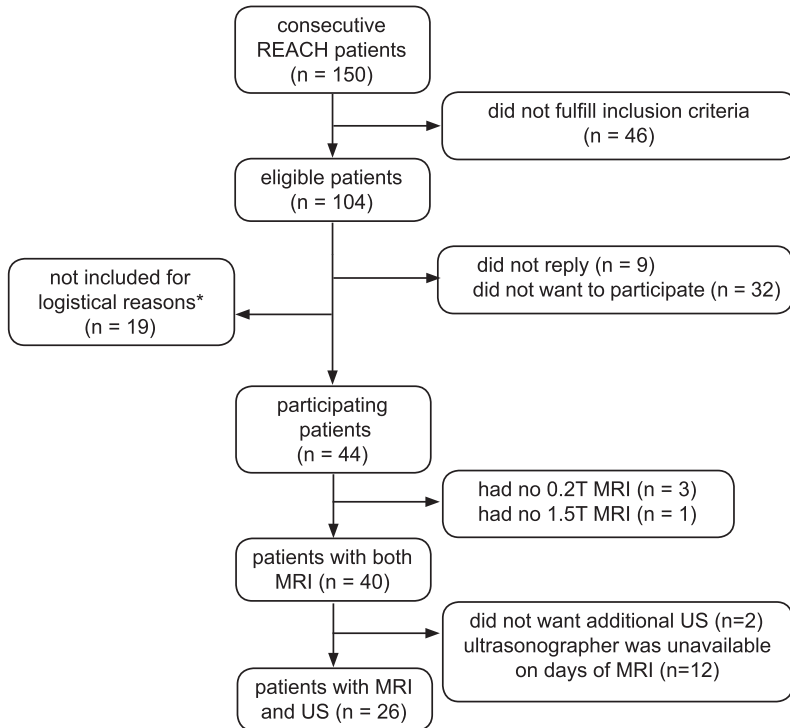 consecutive
REACH patients
(n = 150)
did not fulfill inclusion criteria
(n = 46)
eligible patients
(n = 104)
did not reply (n = 9)
did not want to participate (n = 32)
not included for
logistical reasons*
(n = 19)
participating
patients
(n = 44)
had no 0.2T MRI (n = 3)
had no 1.5T MRI (n = 1)
patients with both
MRI (n = 40)
did not want additional US (n=2)
ultrasonographer was unavailable
on days of MRI (n=12)
patients with MRI
and US (n = 26)